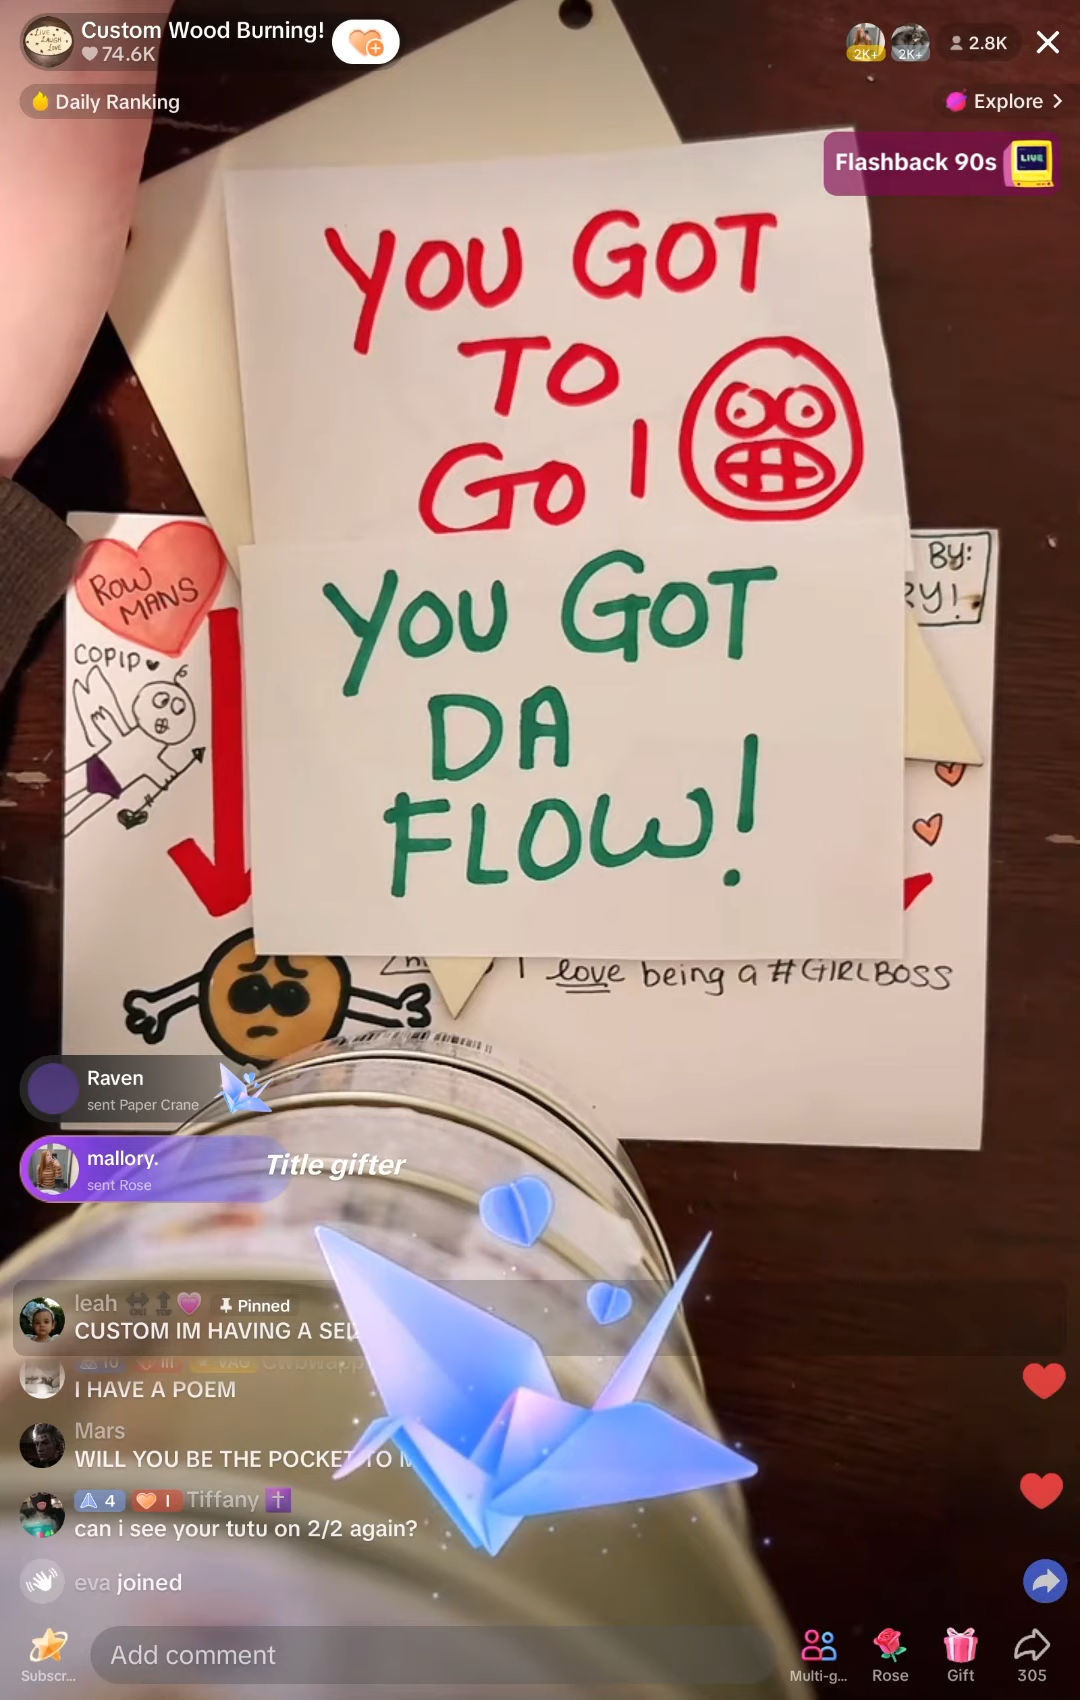 Custom Wood Burning!
74.6K
2K+
2K+
2.8K
Daily Ranking
Explore
Flashback 90s
LIVE
YOU GOT
TO
GO!
ROW
MANS
COPID
BY:
RY!
YOU GOT
DA
FLOW!
I love being a #GIRLBOSS
Raven
sent Paper Crane
mallory.
sent Rose
Title gifter
leah
Pinned
CUSTOM IM HAVING A
I HAVE A POEM
Mars
WILL YOU BE THE POCKET TO
4
1
Tiffany
can i see your tutu on 2/2 again?
eva joined
Subscr...
Add comment
Multi-g...
Rose
Gift
305